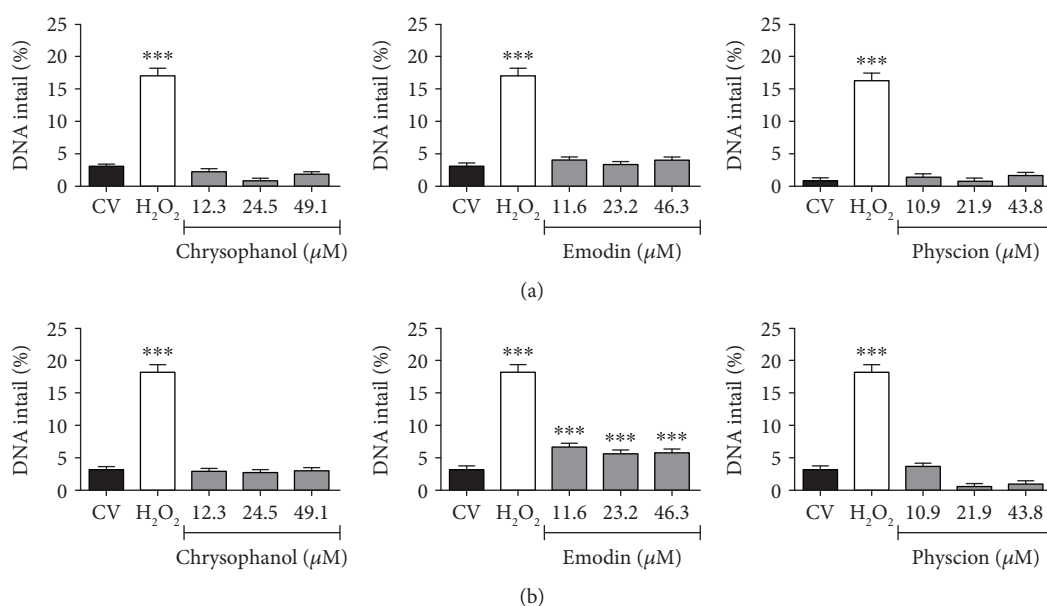 25 25 25
20 20 20
15 15 15
10 10 10
5 5 5
0 0 0
DNA intail (%) DNA intail (%) DNA intail (%)
*** *** ***
CV H₂O₂ 12.3 24.5 49.1 CV H₂O₂ 11.6 23.2 46.3 CV H₂O₂ 10.9 21.9 43.8
Chrysophanol (μM) Emodin (μM) Physcion (μM)
(a)
25 25 25
20 20 20
15 15 15
10 10 10
5 5 5
0 0 0
DNA intail (%) DNA intail (%) DNA intail (%)
*** *** ***
*** *** ***
CV H₂O₂ 12.3 24.5 49.1 CV H₂O₂ 11.6 23.2 46.3 CV H₂O₂ 10.9 21.9 43.8
Chrysophanol (μM) Emodin (μM) Physcion (μM)
(b)